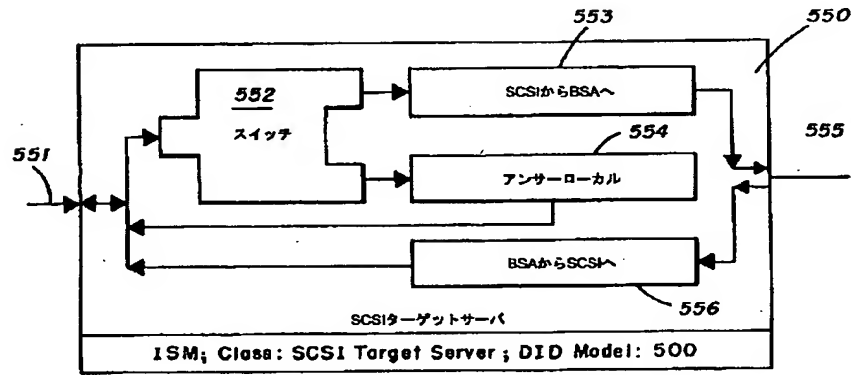 553
550
552
スイッチ
SCSIからBSAへ
555
551
554
アンサーローカル
BSAからSCSIへ
556
SCSIターゲットサーバ
ISM; Class: SCSI Target Server; DID Model: 500